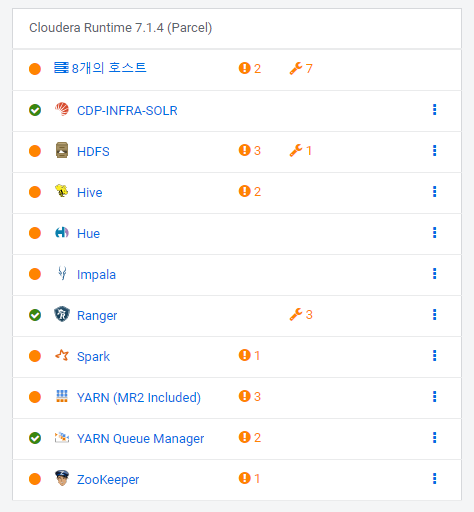 Cloudera Runtime 7.1.4 (Parcel)
8개의 호스트 2 7
CDP-INFRA-SOLR
HDFS 3 1
Hive 2
Hue
Impala
Ranger 3
Spark 1
YARN (MR2 Included) 3
YARN Queue Manager 2
ZooKeeper 1